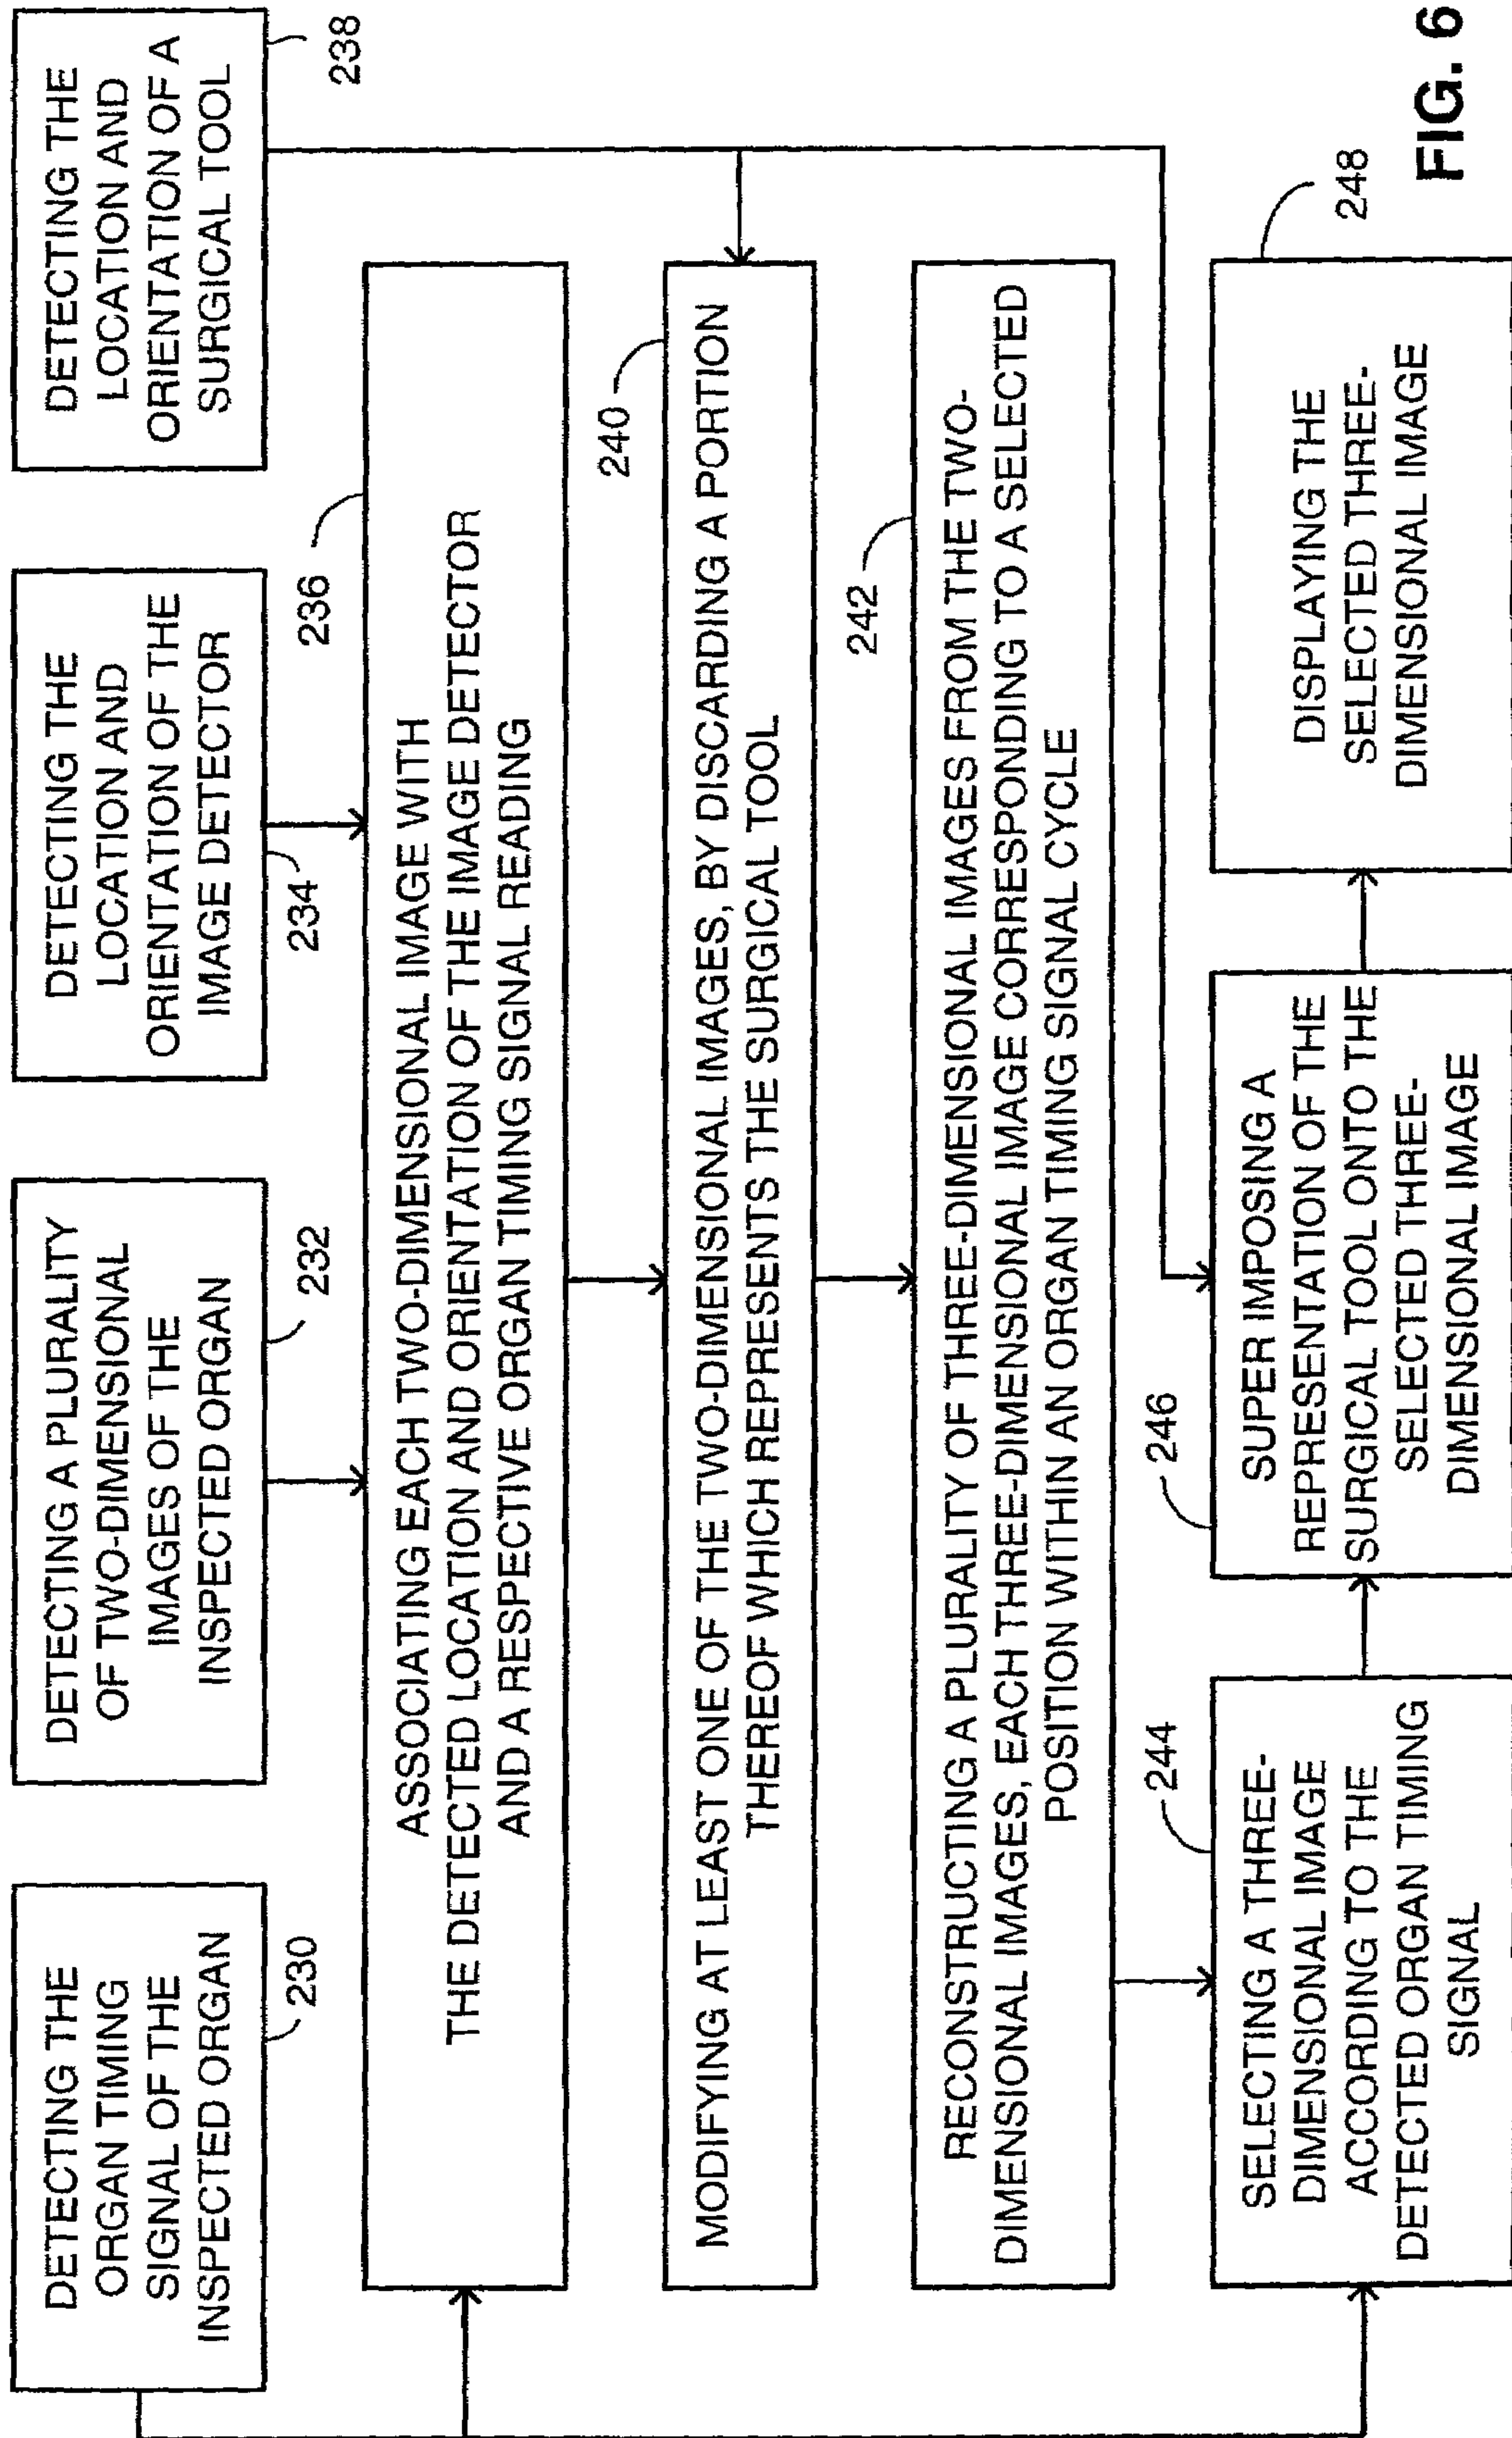 DETECTING THE
ORGAN TIMING
SIGNAL OF THE
INSPECTED ORGAN
230
DETECTING A PLURALITY
OF TWO-DIMENSIONAL
IMAGES OF THE
INSPECTED ORGAN
232
DETECTING THE
LOCATION AND
ORIENTATION OF THE
IMAGE DETECTOR
234
DETECTING THE
LOCATION AND
ORIENTATION OF A
SURGICAL TOOL
238
236
ASSOCIATING EACH TWO-DIMENSIONAL IMAGE WITH
THE DETECTED LOCATION AND ORIENTATION OF THE IMAGE DETECTOR
AND A RESPECTIVE ORGAN TIMING SIGNAL READING
240
MODIFYING AT LEAST ONE OF THE TWO-DIMENSIONAL IMAGES, BY DISCARDING A PORTION
THEREOF WHICH REPRESENTS THE SURGICAL TOOL
242
RECONSTRUCTING A PLURALITY OF THREE-DIMENSIONAL IMAGES FROM THE TWO-
DIMENSIONAL IMAGES, EACH THREE-DIMENSIONAL IMAGE CORRESPONDING TO A SELECTED
POSITION WITHIN AN ORGAN TIMING SIGNAL CYCLE
244
SELECTING A THREE-
DIMENSIONAL IMAGE
ACCORDING TO THE
DETECTED ORGAN TIMING
SIGNAL
246
SUPER IMPOSING A
REPRESENTATION OF THE
SURGICAL TOOL ONTO THE
SELECTED THREE-
DIMENSIONAL IMAGE
248
DISPLAYING THE
SELECTED THREE-
DIMENSIONAL IMAGE
FIG. 6